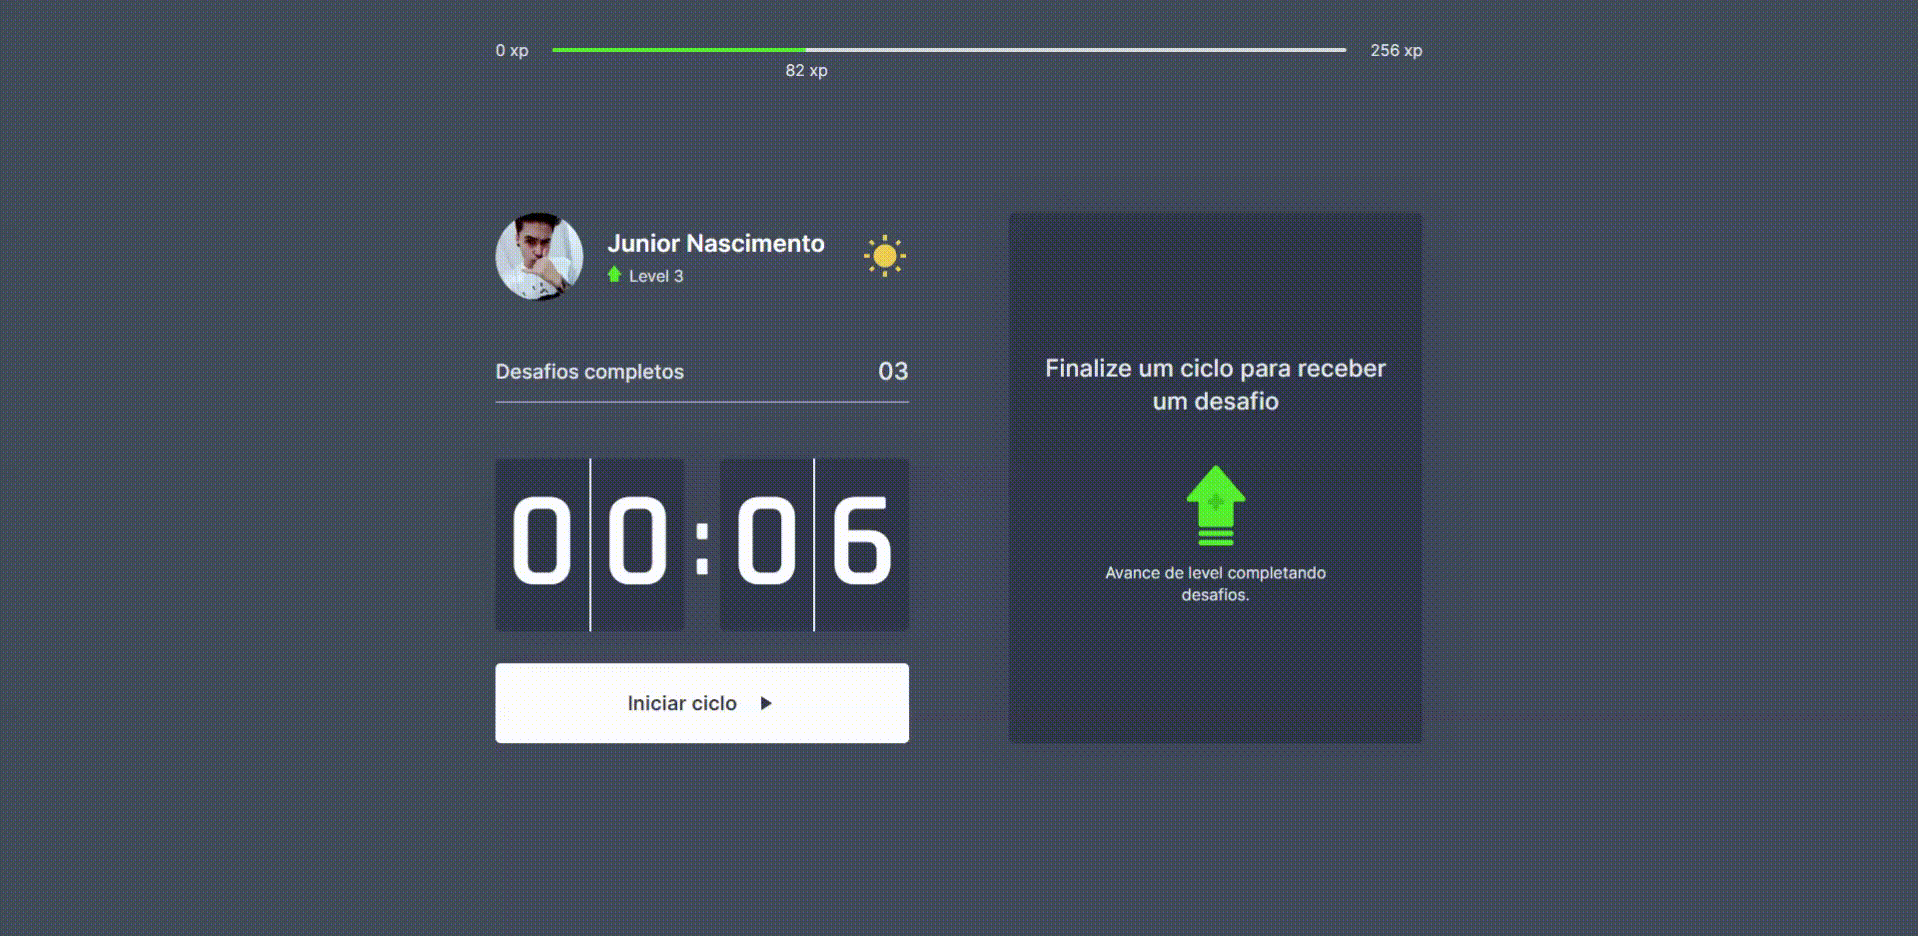 0 xp
256 xp
82 xp
Junior Nascimento
Level 3
Desafios completos
03
00:06
Iniciar ciclo
Finalize um ciclo para receber
um desafio
Avance de level completando
desafios.